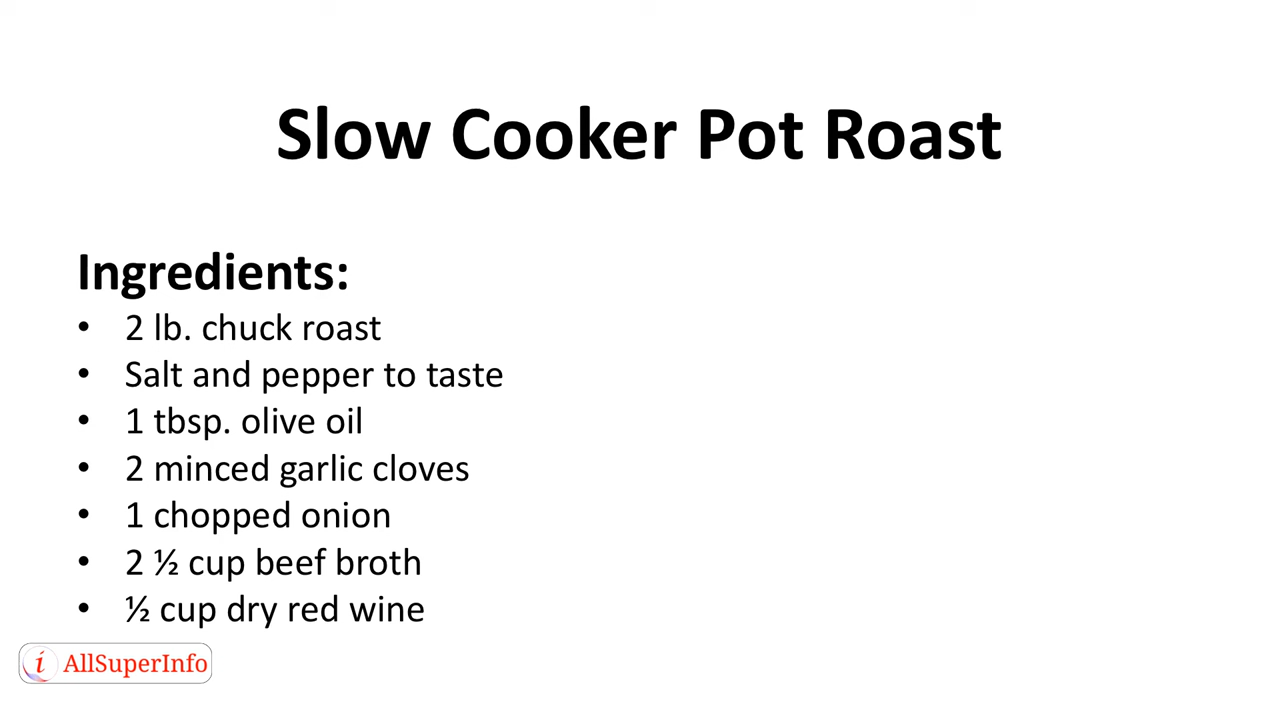 Slow Cooker Pot Roast
Ingredients:
• 2 lb. chuck roast
• Salt and pepper to taste
• 1 tbsp. olive oil
• 2 minced garlic cloves
• 1 chopped onion
• 2 ½ cup beef broth
• ½ cup dry red wine
i AllSuperInfo